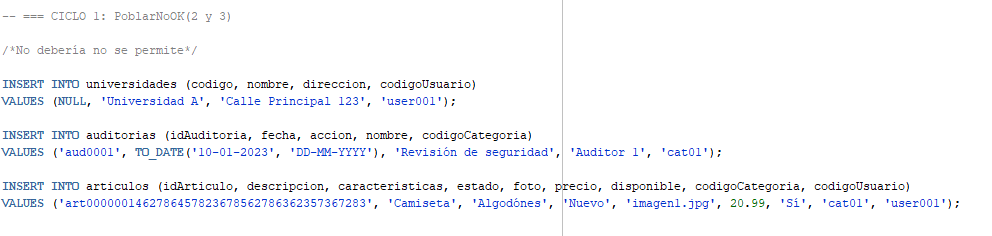 -- === CICLO 1: PoblarNoOK(2 y 3)
/*No debería no se permite*/
INSERT INTO universidades (codigo, nombre, direccion, codigoUsuario)
VALUES (NULL, 'Universidad A', 'Calle Principal 123', 'user001');
INSERT INTO auditorias (idAuditoria, fecha, accion, nombre, codigoCategoria)
VALUES ('aud0001', TO_DATE('10-01-2023', 'DD-MM-YYYY'), 'Revisión de seguridad', 'Auditor 1', 'cat01');
INSERT INTO articulos (idArticulo, descripcion, caracteristicas, estado, foto, precio, disponible, codigoCategoria, codigoUsuario)
VALUES ('art00000014627864578236785627863623573672​83', 'Camiseta', 'Algodónes', 'Nuevo', 'imagen1.jpg', 20.99, 'Sí', 'cat01', 'user001');